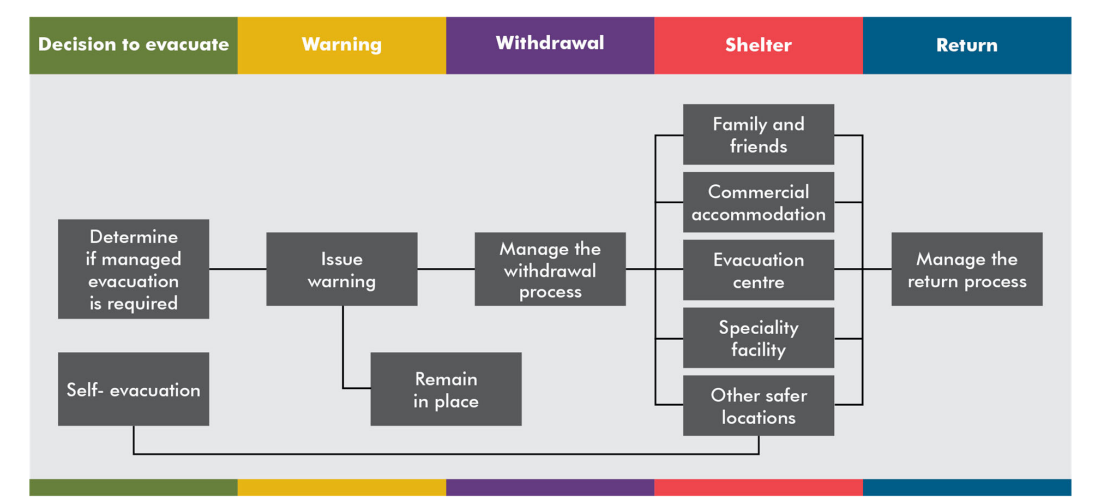 Decision to evacuate
Warning
Withdrawal
Shelter
Return
Determine
if managed
evacuation
is required
Self- evacuation
Issue
warning
Remain
in place
Manage the
withdrawal
process
Family and
friends
Commercial
accommodation
Evacuation
centre
Speciality
facility
Other safer
locations
Manage the
return process